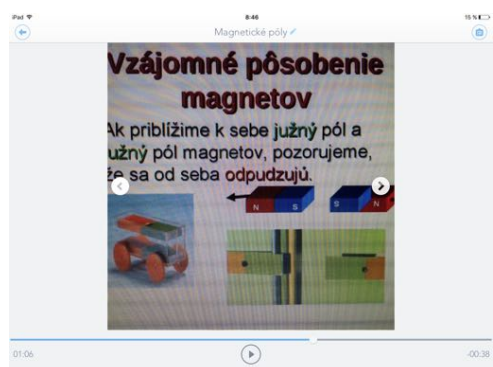 iPad
8:46
15 %
Magnetické póly
Vzájomné pôsobenie
magnetov
Ak priblížime k sebe južný pól a
južný pól magnetov, pozorujeme,
že sa od seba odpudzujú.
N S S N
01:06
-00:38